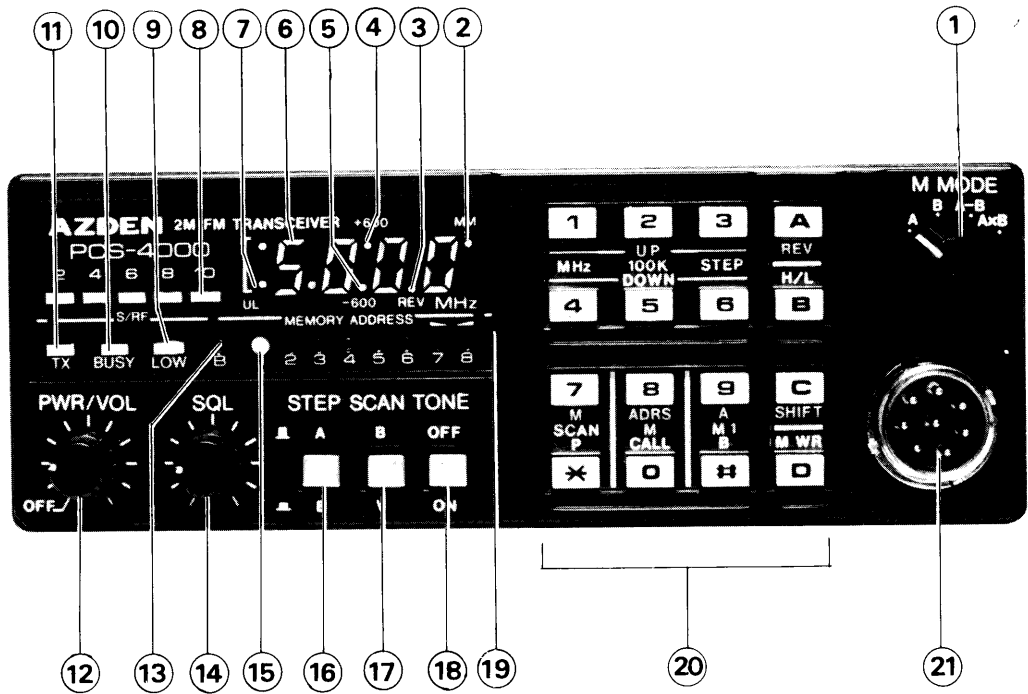 11 10 9 8 7 6 5 4 3 2 1
M MODE
A B A-B AxB
AZDEN 2M FM TRANSCEIVER +600 MM
PCS-4000
2 4 6 8 10
5.000
UL -600 REV MHz
S/RF MEMORY ADDRESS
TX BUSY LOW B 2 3 4 5 6 7 8
PWR/VOL SQL STEP SCAN TONE
A B OFF
OFF ON
1 2 3 A
UP REV
MHz 100K STEP
DOWN H/L
4 5 6 B
7 8 9 C
M ADRS A SHIFT
SCAN M M1
P CALL B M WR
* 0 # D
12 13 14 15 16 17 18 19 20 21